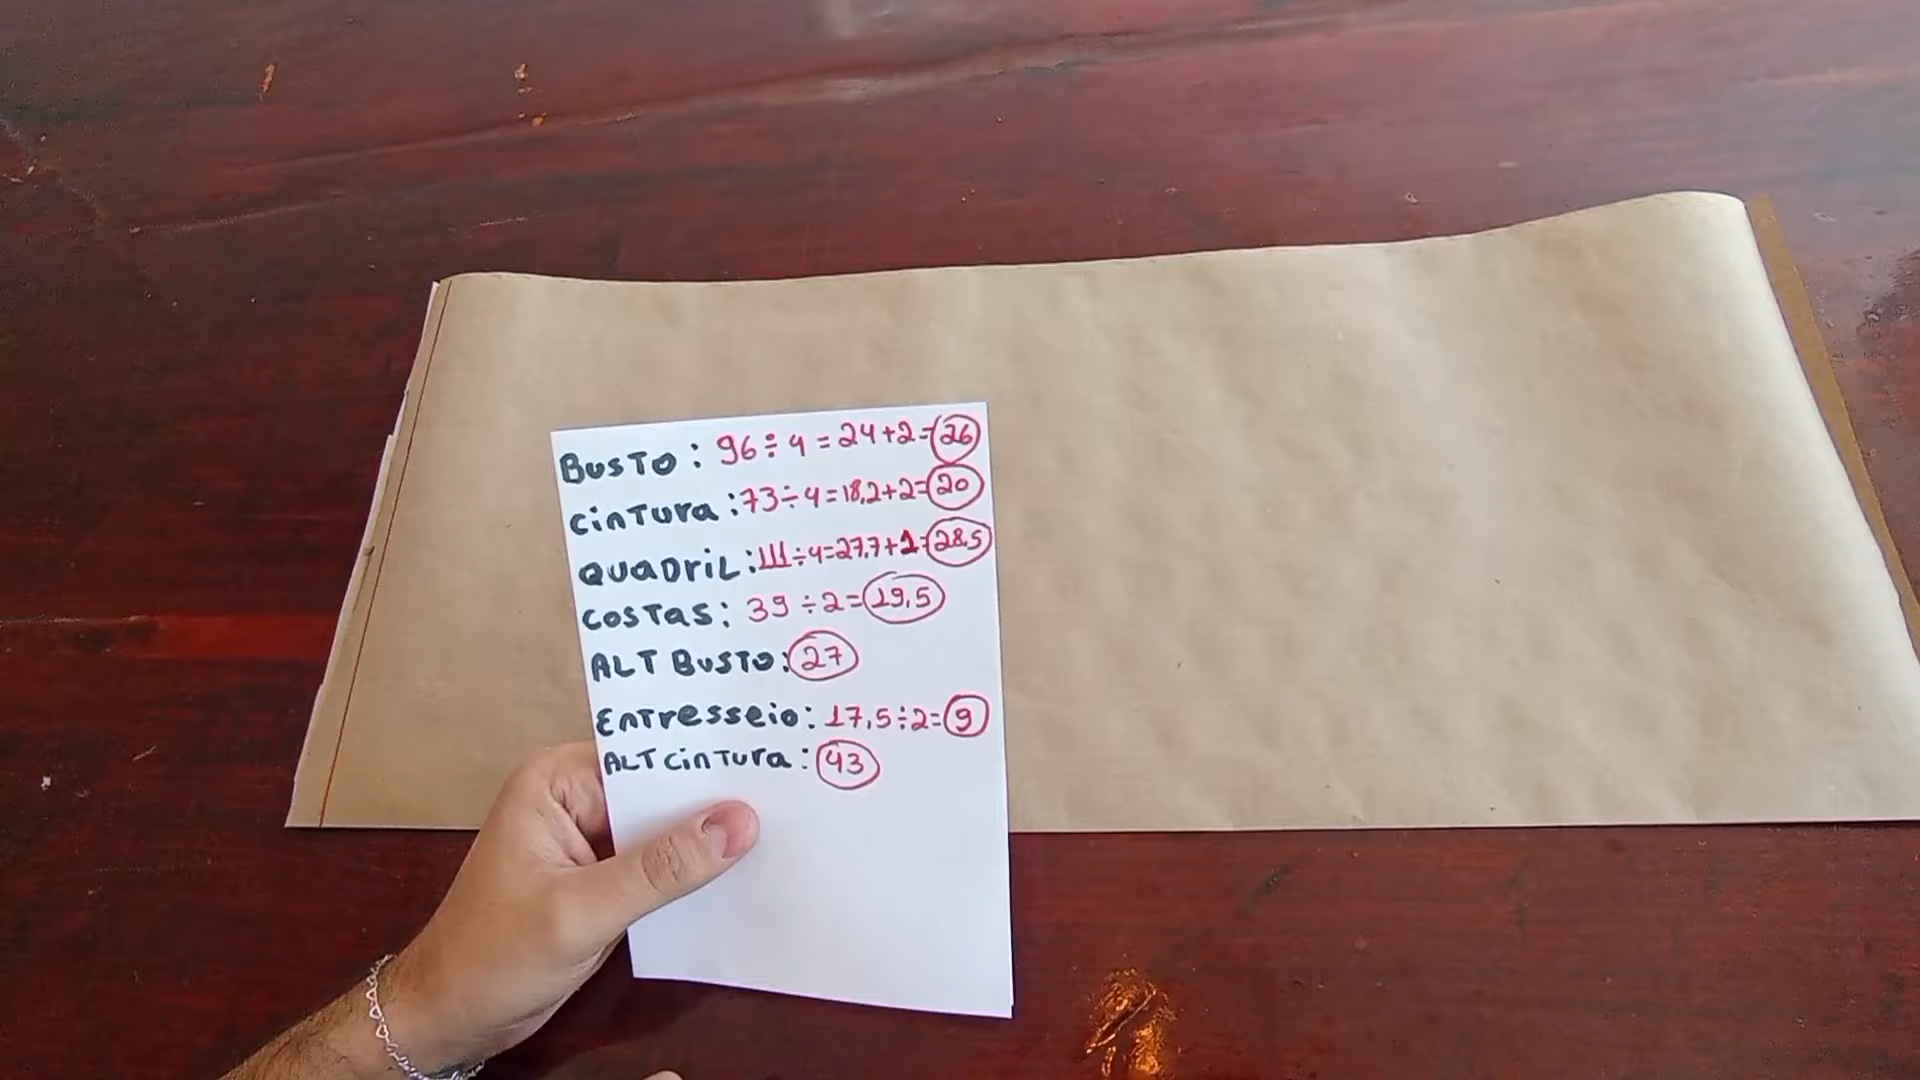 BUSTO: 96÷4=24+2=26
CINTURA:73÷4=18,2+2=20
QUADRIL:111÷4=27,7+1=28,5
COSTAS: 39÷2=19,5
ALT BUSTO:27
ENTRESSEIO: 17,5÷2=9
ALT CINTURA: 43